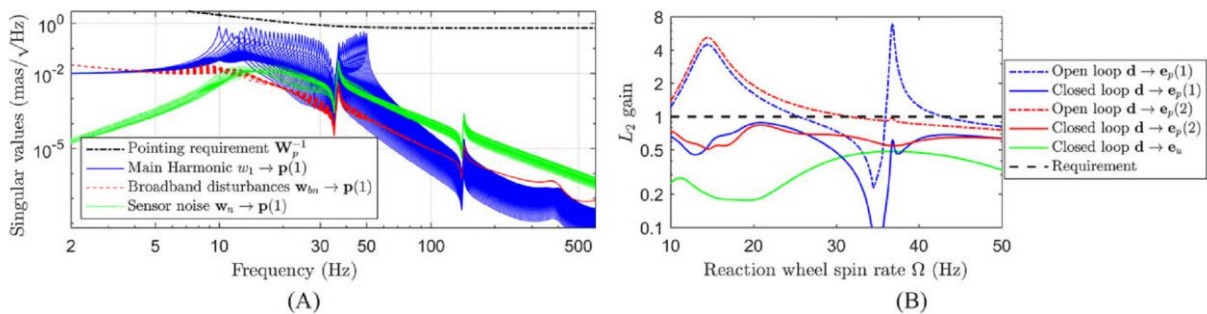 Singular values (mas/√Hz)
10^0
10^-2
10^-5
Pointing requirement W_p^-1
Main Harmonic w_1 → p(1)
Broadband disturbances w_bn → p(1)
Sensor noise w_n → p(1)
2 5 10 30 50 100 500
Frequency (Hz)
(A)
L_2 gain
8
4
2
1
0.5
0.2
0.1
10 20 30 40 50
Reaction wheel spin rate Ω (Hz)
(B)
Open loop d → e_p(1)
Closed loop d → e_p(1)
Open loop d → e_p(2)
Closed loop d → e_p(2)
Closed loop d → e_u
Requirement